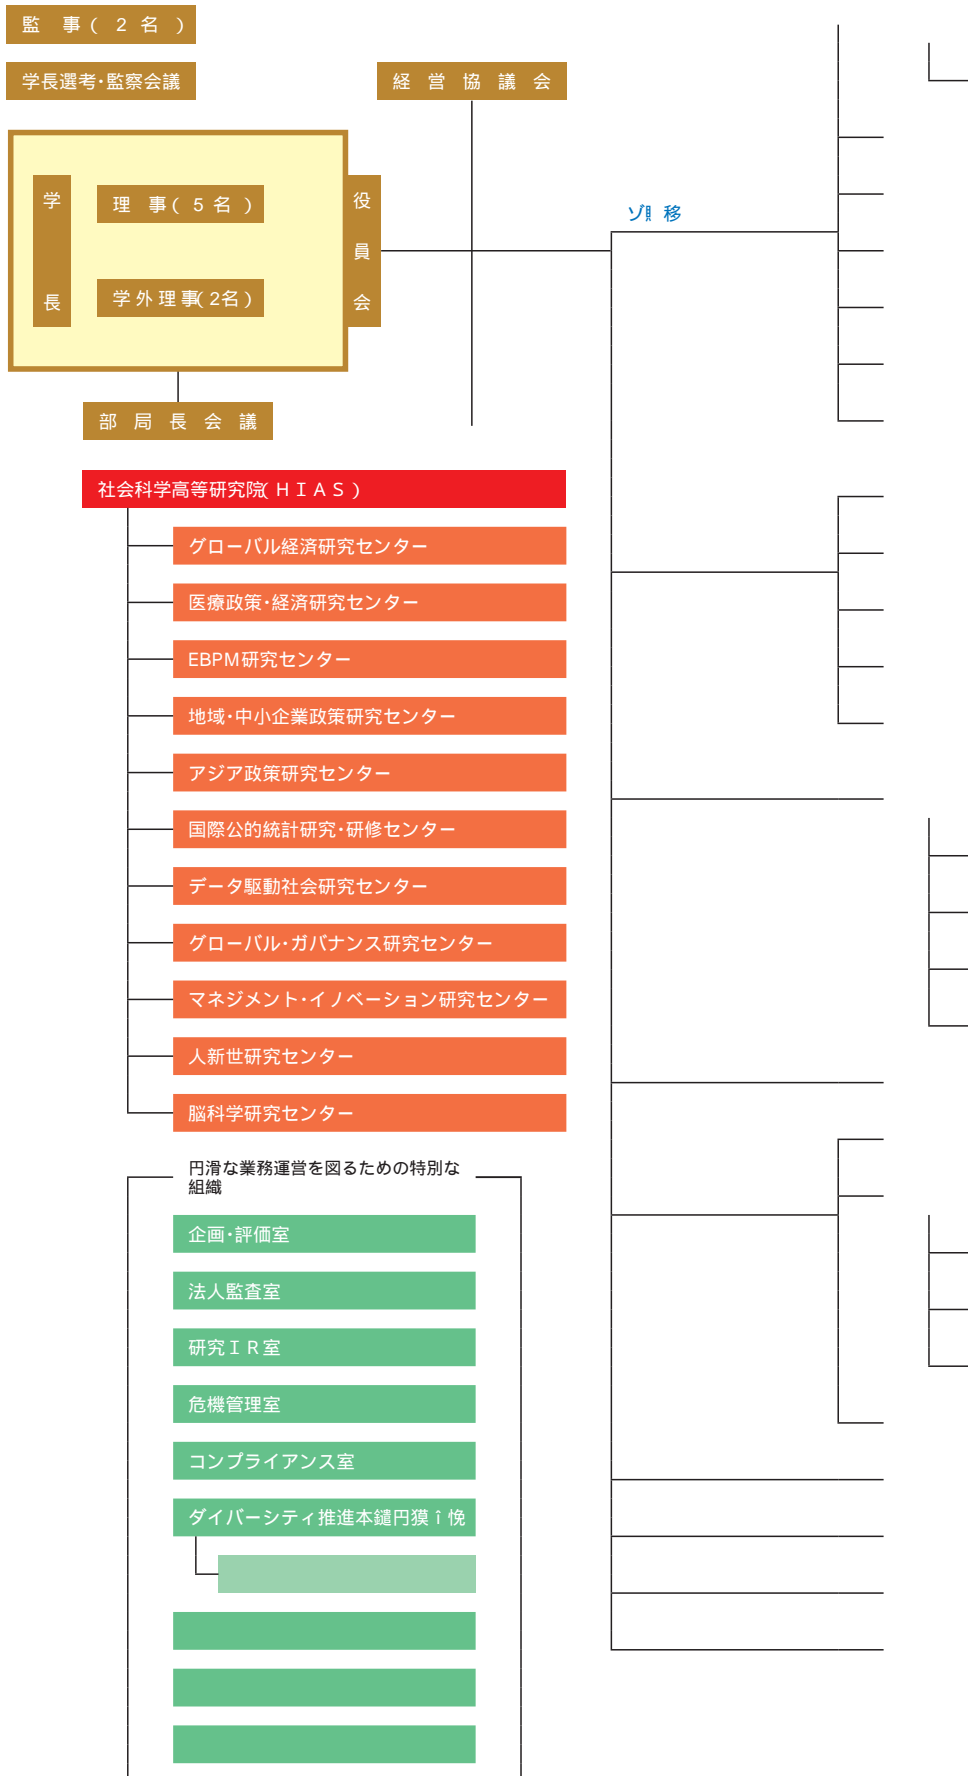 監事(2名)
学長選考・監察会議
経営協議会
学長
理事(5名)
学外理事(2名)
役員会
ゾ 移
部局長会議
社会科学高等研究院(HIAS)
グローバル経済研究センター
医療政策・経済研究センター
EBPM研究センター
地域・中小企業政策研究センター
アジア政策研究センター
国際公的統計研究・研修センター
データ駆動社会研究センター
グローバル・ガバナンス研究センター
マネジメント・イノベーション研究センター
人新世研究センター
脳科学研究センター
円滑な業務運営を図るための特別な
組織
企画・評価室
法人監査室
研究IR室
危機管理室
コンプライアンス室
ダイバーシティ推進本鑓円獏î悗